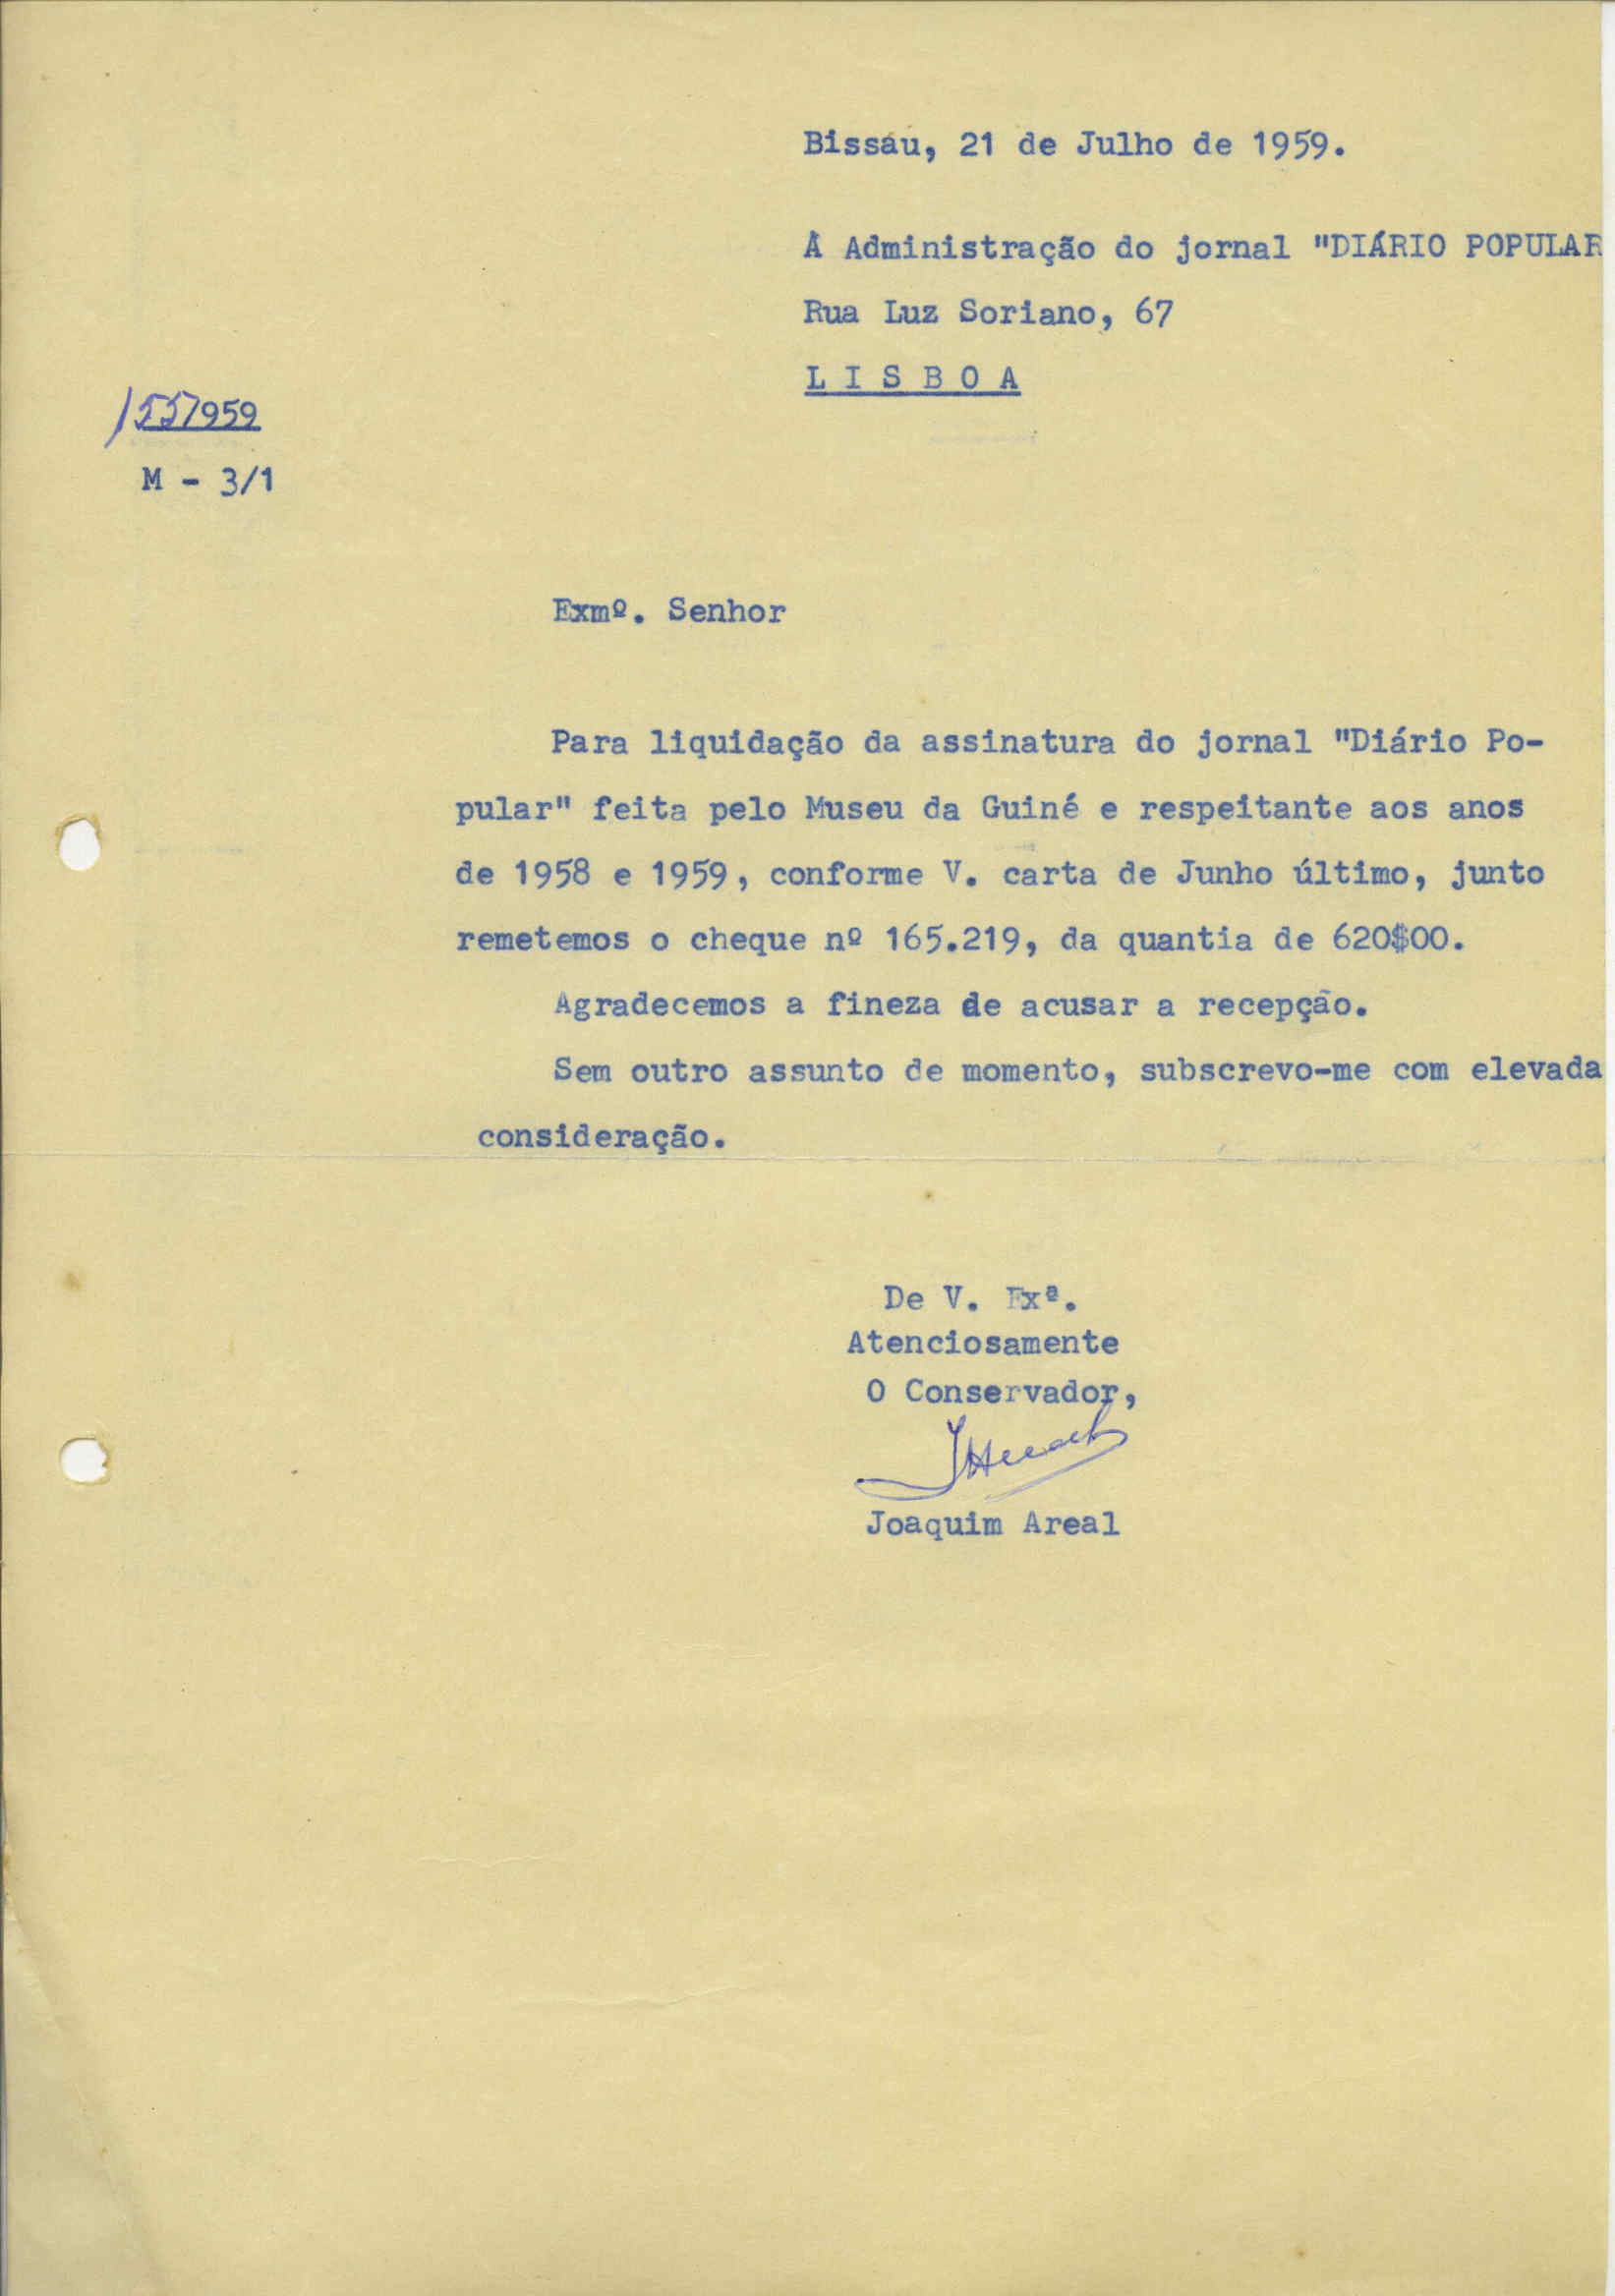 Bissau, 21 de Julho de 1959.
À Administração do jornal "DIÁRIO POPULAR
Rua Luz Soriano, 67
L I S B O A
155/959
M - 3/1
Exmº. Senhor
Para liquidação da assinatura do jornal "Diário Po-
pular" feita pelo Museu da Guiné e respeitante aos anos
de 1958 e 1959, conforme V. carta de Junho último, junto
remetemos o cheque nº 165.219, da quantia de 620$00.
Agradecemos a fineza de acusar a recepção.
Sem outro assunto de momento, subscrevo-me com elevada
consideração.
De V. Exª.
Atenciosamente
O Conservador,
Joaquim Areal